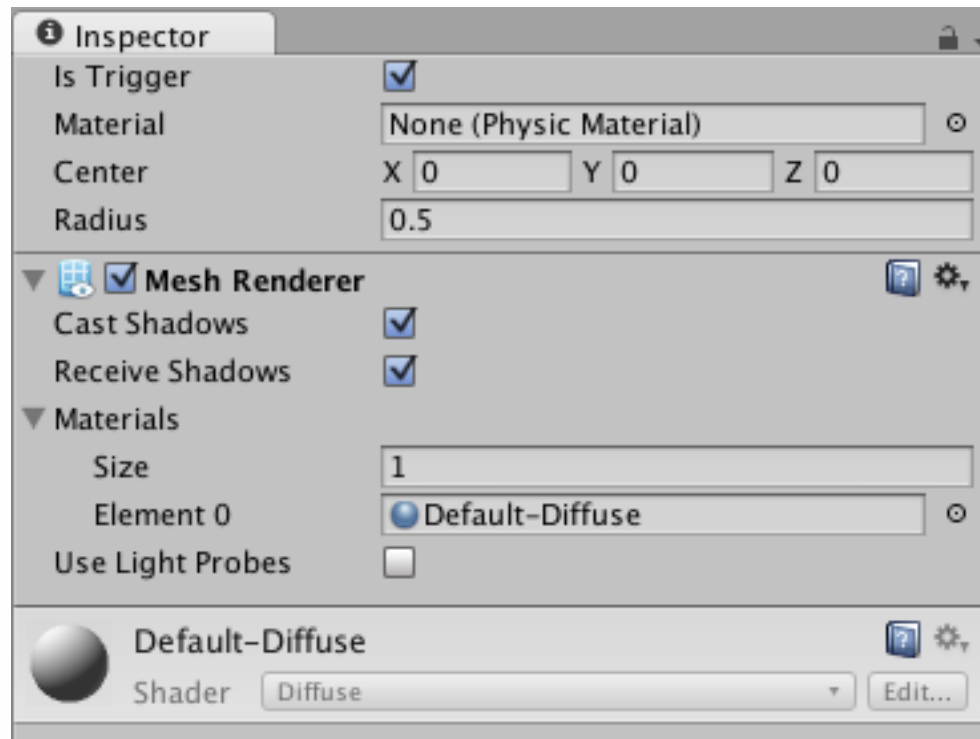 Inspector
Is Trigger
Material None (Physic Material)
Center X 0 Y 0 Z 0
Radius 0.5
Mesh Renderer
Cast Shadows
Receive Shadows
Materials
Size 1
Element 0 Default-Diffuse
Use Light Probes
Default-Diffuse
Shader Diffuse Edit...